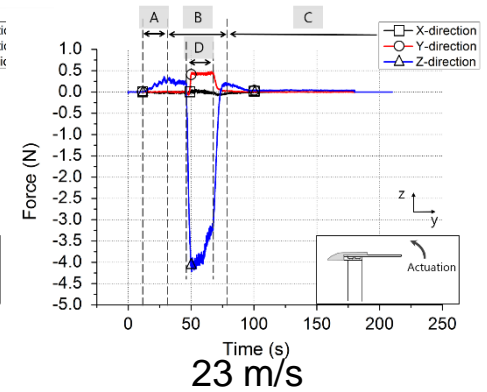 A
B
C
D
X-direction
Y-direction
Z-direction
1.0
0.5
0.0
-0.5
-1.0
-1.5
-2.0
-2.5
-3.0
-3.5
-4.0
-4.5
-5.0
Force (N)
z
y
Actuation
0 50 100 150 200 250
Time (s)
23 m/s